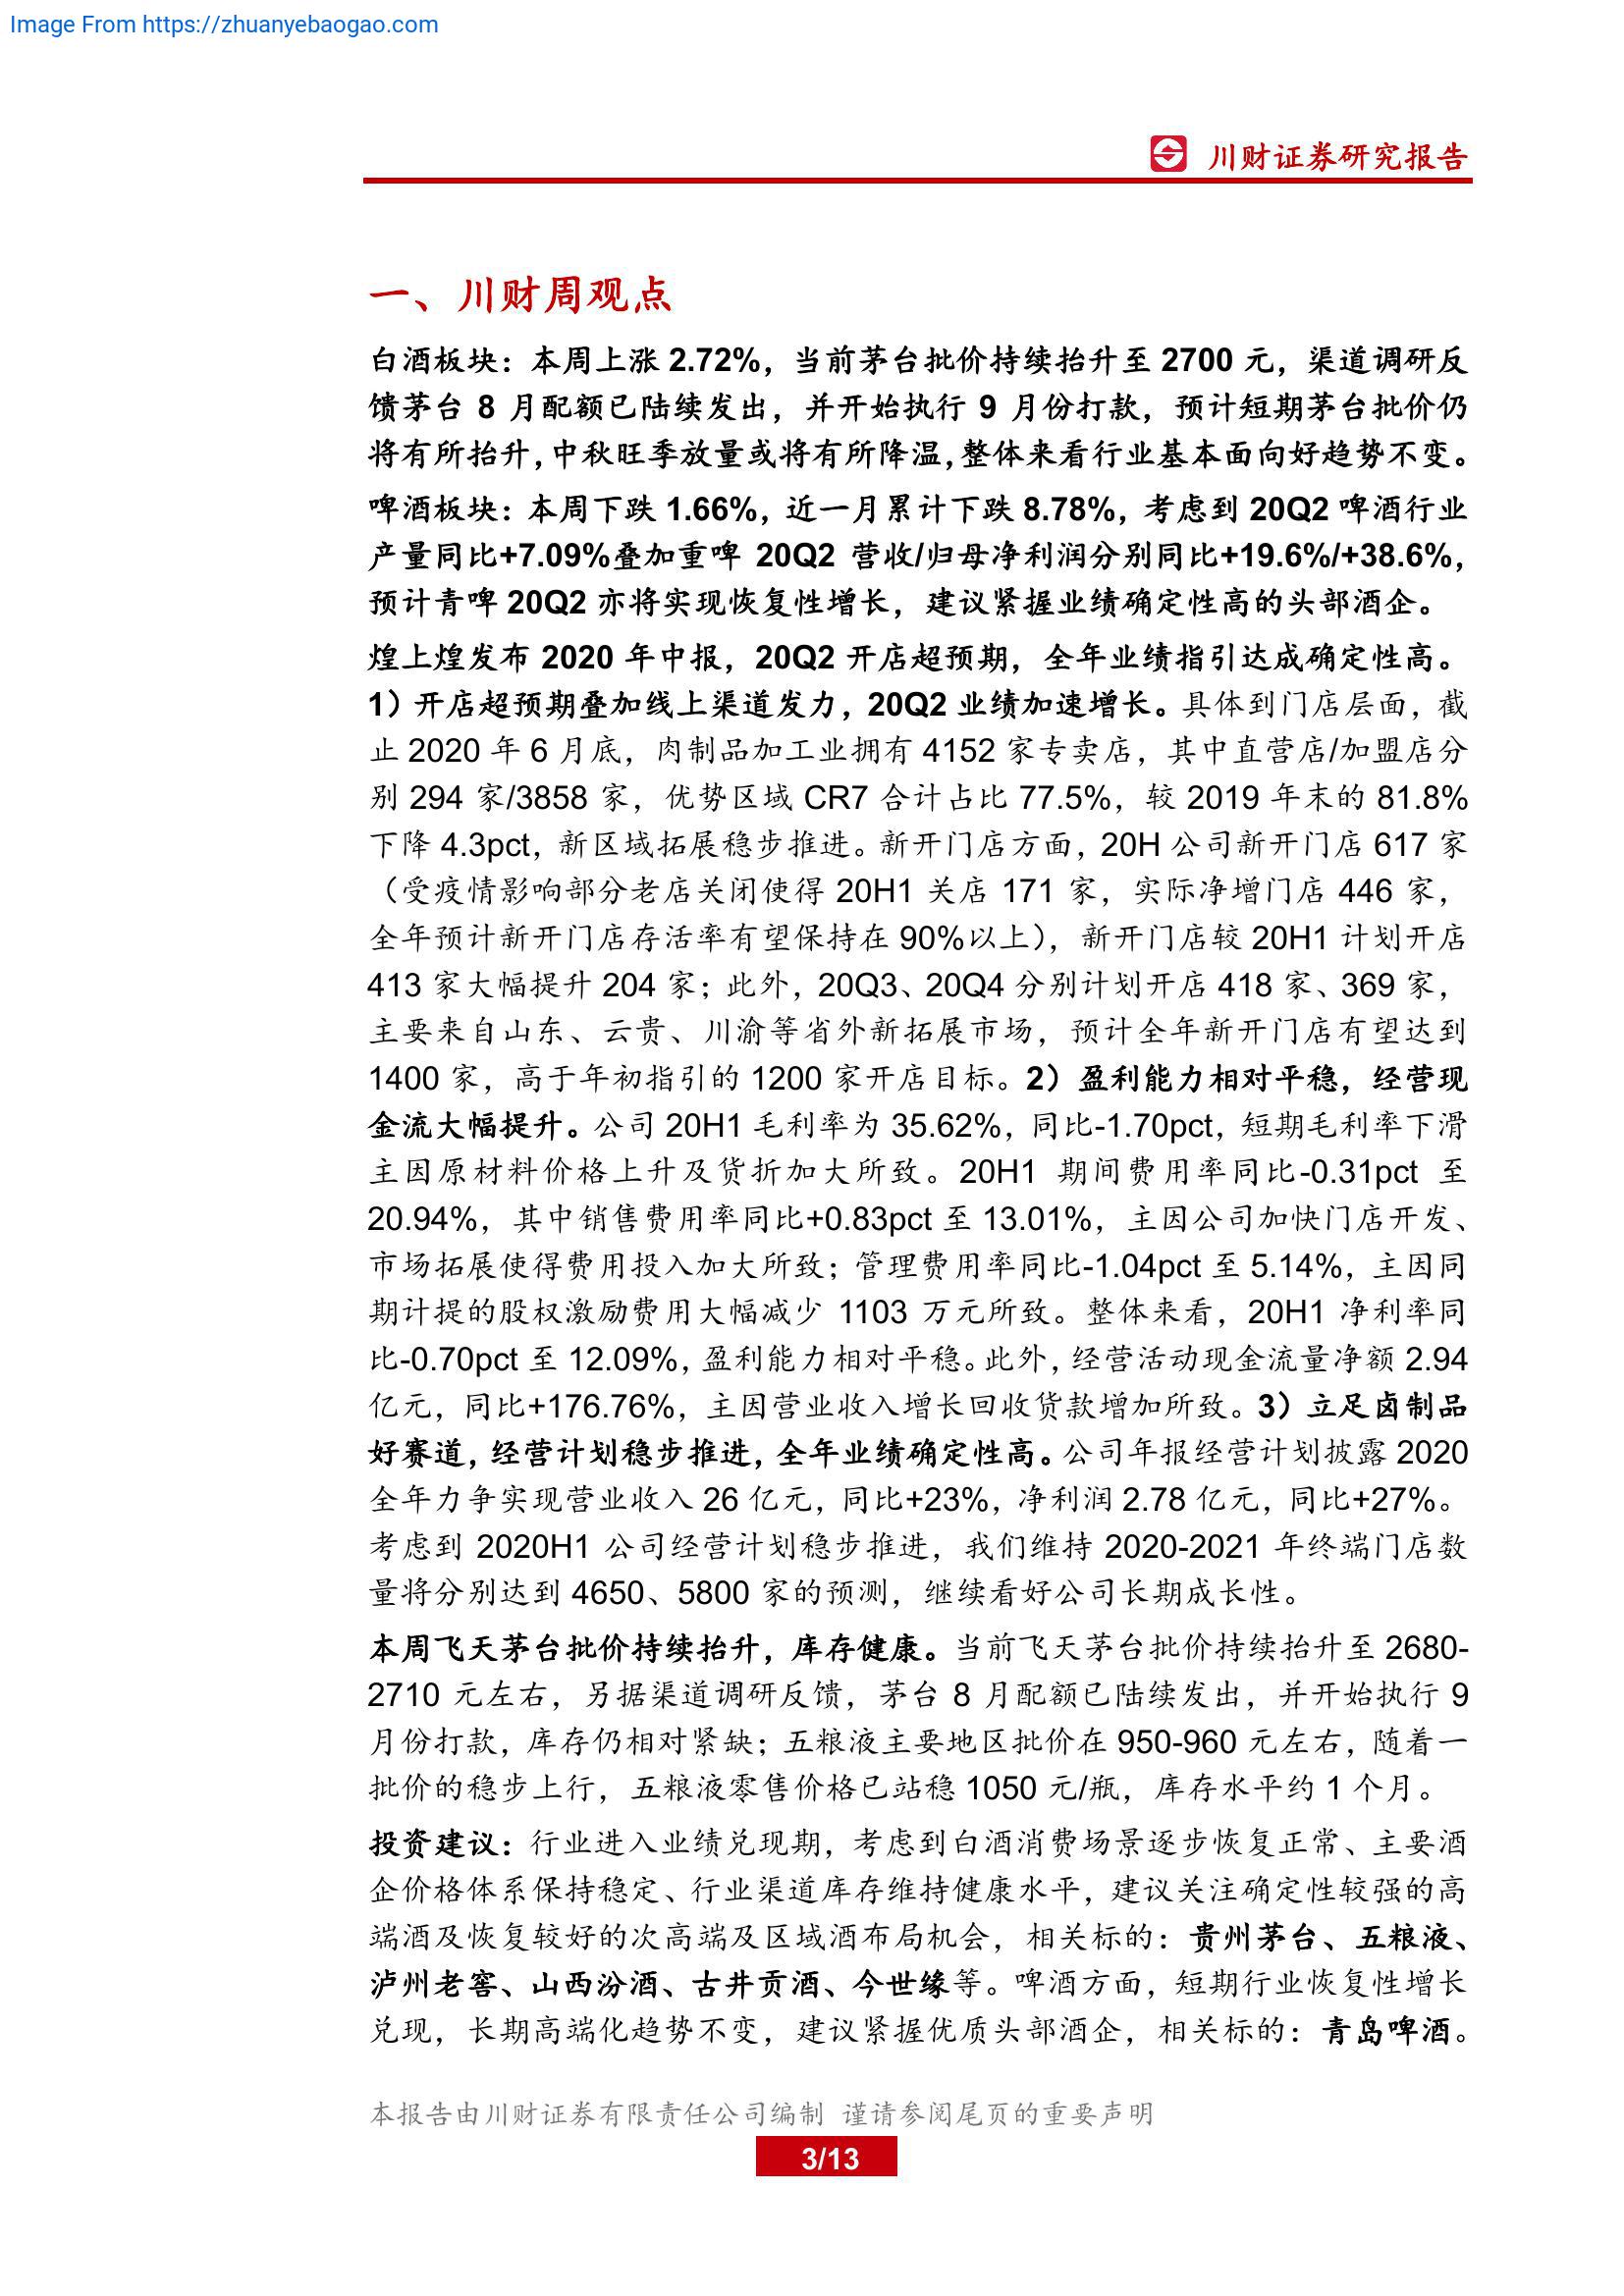 Image From https://zhuanyebaogao.com
川财证券研究报告
一、川财周观点
白酒板块：本周上涨 2.72%，当前茅台批价持续抬升至 2700 元，渠道调研反
馈茅台 8 月配额已陆续发出，并开始执行 9 月份打款，预计短期茅台批价仍
将有所抬升，中秋旺季放量或将有所降温，整体来看行业基本面向好趋势不变。
啤酒板块：本周下跌 1.66%，近一月累计下跌 8.78%，考虑到 20Q2 啤酒行业
产量同比+7.09%叠加重啤 20Q2 营收/归母净利润分别同比+19.6%/+38.6%，
预计青啤 20Q2 亦将实现恢复性增长，建议紧握业绩确定性高的头部酒企。
煌上煌发布 2020 年中报，20Q2 开店超预期，全年业绩指引达成确定性高。
1）开店超预期叠加线上渠道发力，20Q2 业绩加速增长。具体到门店层面，截
止 2020 年 6 月底，肉制品加工业拥有 4152 家专卖店，其中直营店/加盟店分
别 294 家/3858 家，优势区域 CR7 合计占比 77.5%，较 2019 年末的 81.8%
下降 4.3pct，新区域拓展稳步推进。新开门店方面，20H 公司新开门店 617 家
（受疫情影响部分老店关闭使得 20H1 关店 171 家，实际净增门店 446 家，
全年预计新开门店存活率有望保持在 90%以上），新开门店较 20H1 计划开店
413 家大幅提升 204 家；此外，20Q3、20Q4 分别计划开店 418 家、369 家，
主要来自山东、云贵、川渝等省外新拓展市场，预计全年新开门店有望达到
1400 家，高于年初指引的 1200 家开店目标。2）盈利能力相对平稳，经营现
金流大幅提升。公司 20H1 毛利率为 35.62%，同比-1.70pct，短期毛利率下滑
主因原材料价格上升及货折加大所致。20H1 期间费用率同比-0.31pct 至
20.94%，其中销售费用率同比+0.83pct 至 13.01%，主因公司加快门店开发、
市场拓展使得费用投入加大所致；管理费用率同比-1.04pct 至 5.14%，主因同
期计提的股权激励费用大幅减少 1103 万元所致。整体来看，20H1 净利率同
比-0.70pct 至 12.09%，盈利能力相对平稳。此外，经营活动现金流量净额 2.94
亿元，同比+176.76%，主因营业收入增长回收货款增加所致。3）立足卤制品
好赛道，经营计划稳步推进，全年业绩确定性高。公司年报经营计划披露 2020
全年力争实现营业收入 26 亿元，同比+23%，净利润 2.78 亿元，同比+27%。
考虑到 2020H1 公司经营计划稳步推进，我们维持 2020-2021 年终端门店数
量将分别达到 4650、5800 家的预测，继续看好公司长期成长性。
本周飞天茅台批价持续抬升，库存健康。当前飞天茅台批价持续抬升至 2680-
2710 元左右，另据渠道调研反馈，茅台 8 月配额已陆续发出，并开始执行 9
月份打款，库存仍相对紧缺；五粮液主要地区批价在 950-960 元左右，随着一
批价的稳步上行，五粮液零售价格已站稳 1050 元/瓶，库存水平约 1 个月。
投资建议：行业进入业绩兑现期，考虑到白酒消费场景逐步恢复正常、主要酒
企价格体系保持稳定、行业渠道库存维持健康水平，建议关注确定性较强的高
端酒及恢复较好的次高端及区域酒布局机会，相关标的：贵州茅台、五粮液、
泸州老窖、山西汾酒、古井贡酒、今世缘等。啤酒方面，短期行业恢复性增长
兑现，长期高端化趋势不变，建议紧握优质头部酒企，相关标的：青岛啤酒。
本报告由川财证券有限责任公司编制 谨请参阅尾页的重要声明
3/13